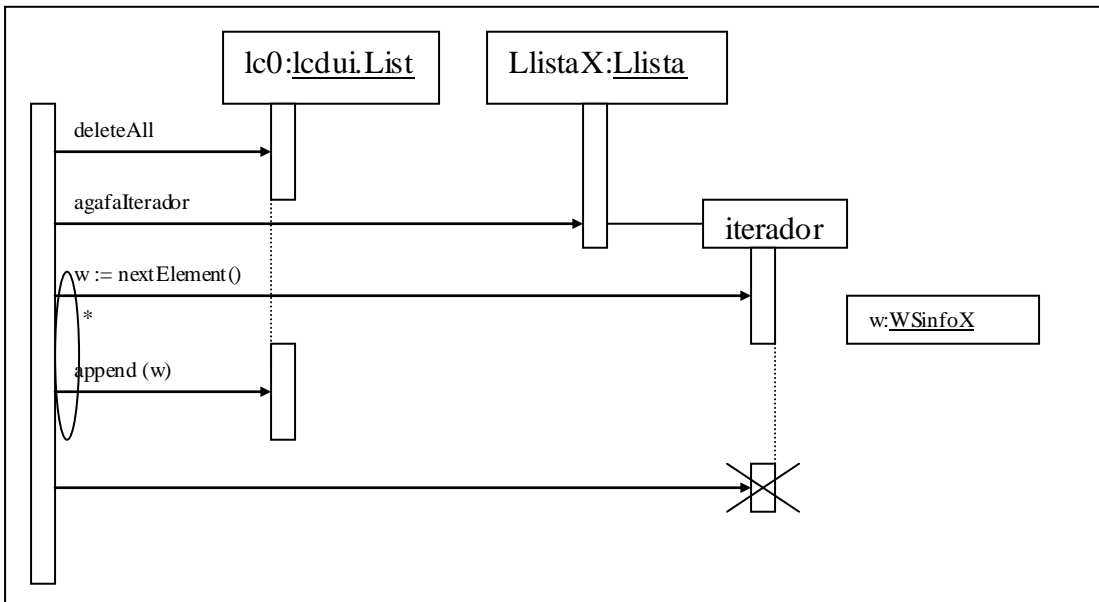 lc0:lcdui.List
LlistaX:Llista
deleteAll
agafaIterador
iterador
w := nextElement()
*
w:WSinfoX
append (w)